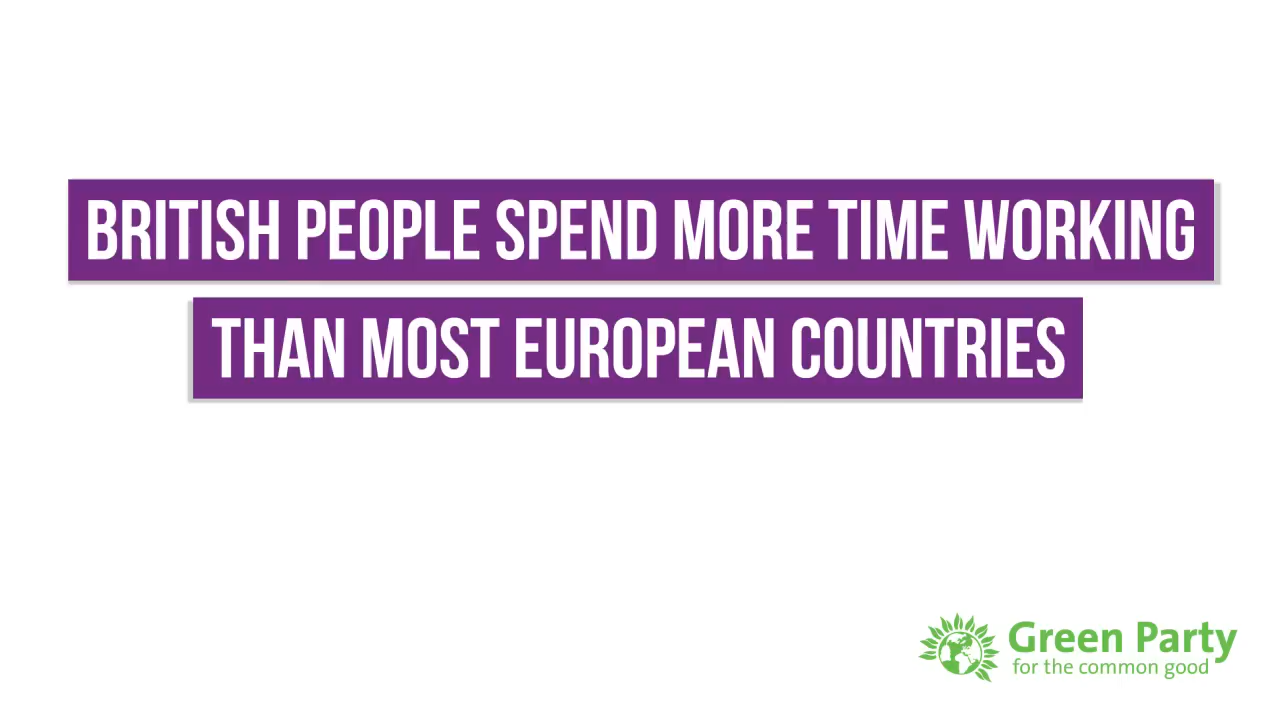 BRITISH PEOPLE SPEND MORE TIME WORKING
THAN MOST EUROPEAN COUNTRIES
Green Party
for the common good